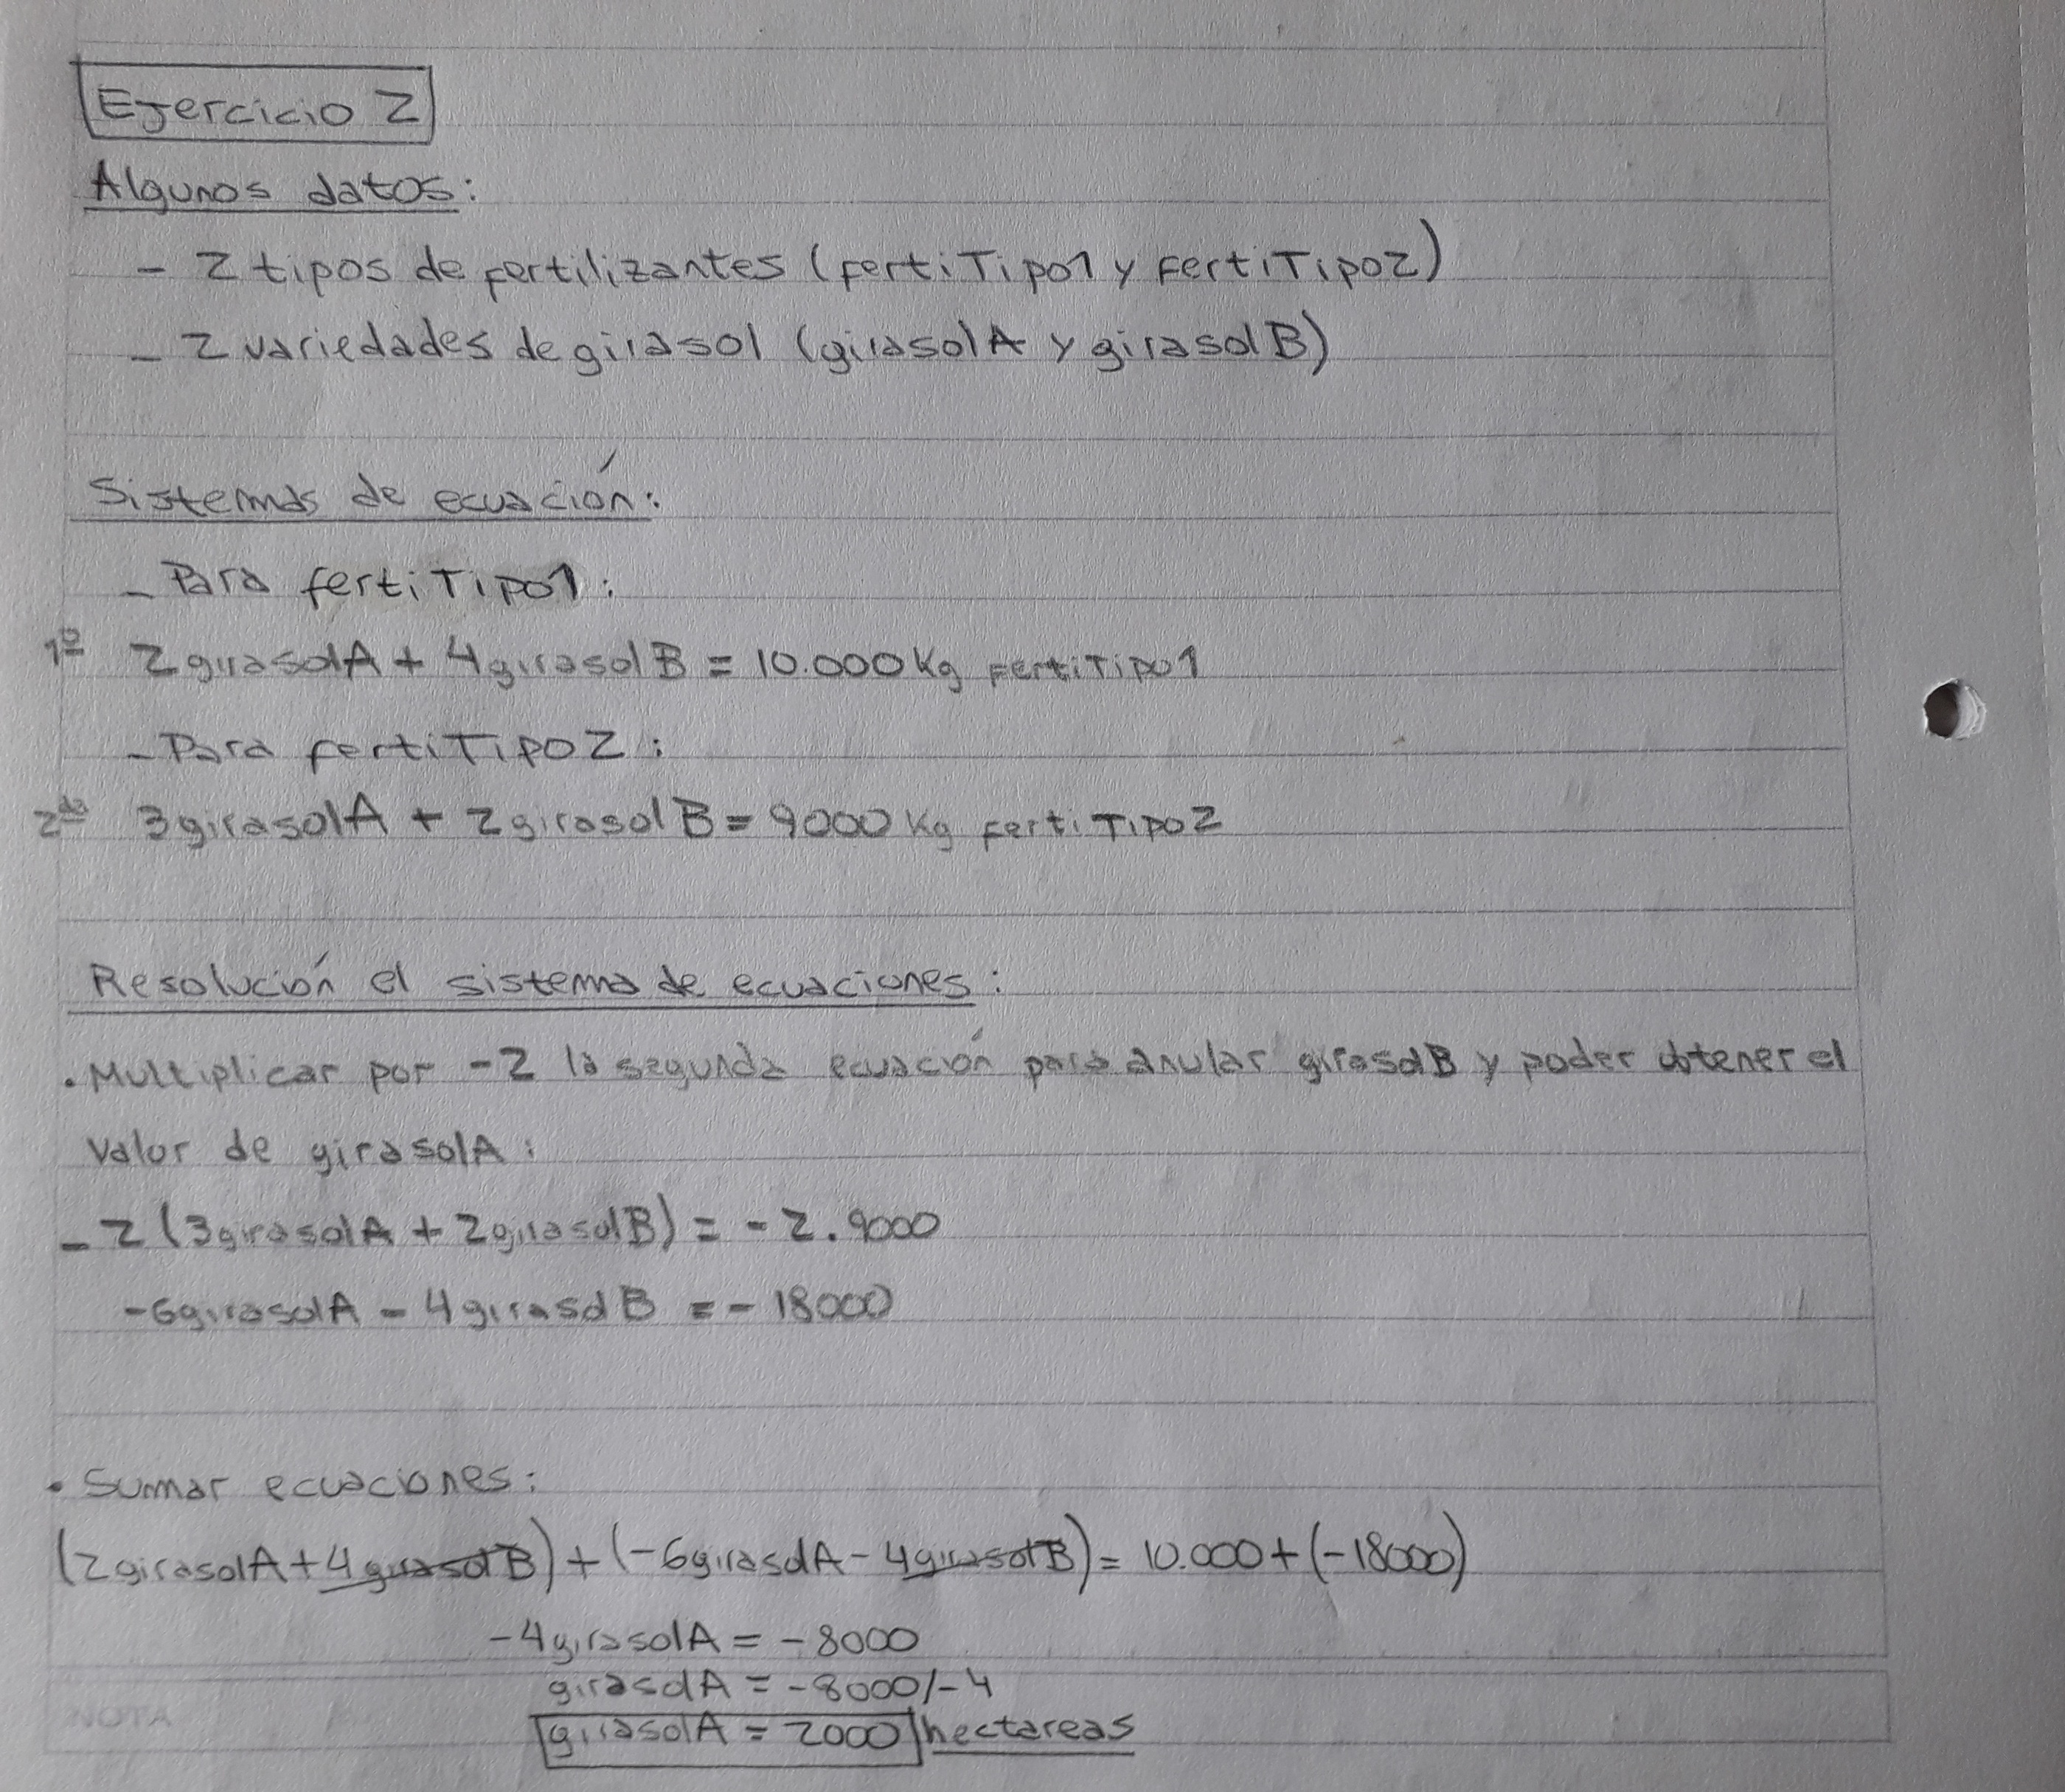 Ejercicio 2
Algunos datos:
- 2 tipos de fertilizantes (fertiTipo1 y fertiTipo2)
- 2 variedades de girasol (girasolA y girasolB)
Sistemas de ecuación:
- Para fertiTipo1:
1º 2girasolA + 4girasolB = 10.000 Kg fertiTipo1
- Para fertiTipo2:
2da 3girasolA + 2girasolB = 9000 Kg fertiTipo2
Resolución el sistema de ecuaciones:
• Multiplicar por -2 la segunda ecuación para anular girasolB y poder obtener el
valor de girasolA:
-2(3girasolA + 2girasolB) = -2.9000
-6girasolA - 4girasolB = -18000
• Sumar ecuaciones:
(2girasolA+4girasolB)+(-6girasolA-4girasolB)= 10.000+(-18000)
-4girasolA = -8000
girasolA = -8000/-4
girasolA = 2000 hectareas
NOTA